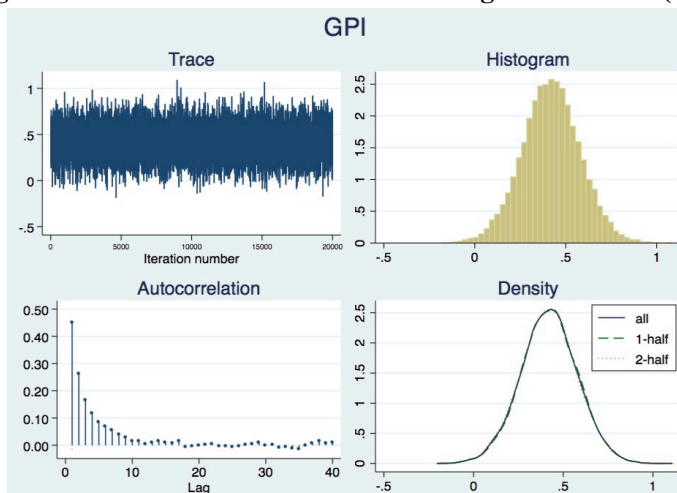 GPI
Trace
1
.5
0
-.5
0 5000 10000 15000 20000
Iteration number
Histogram
2.5
2
1.5
1
.5
0
-.5 0 .5 1
Autocorrelation
0.50
0.40
0.30
0.20
0.10
0.00
0 10 20 30 40
Lag
Density
all
1-half
2-half
2.5
2
1.5
1
.5
0
-.5 0 .5 1